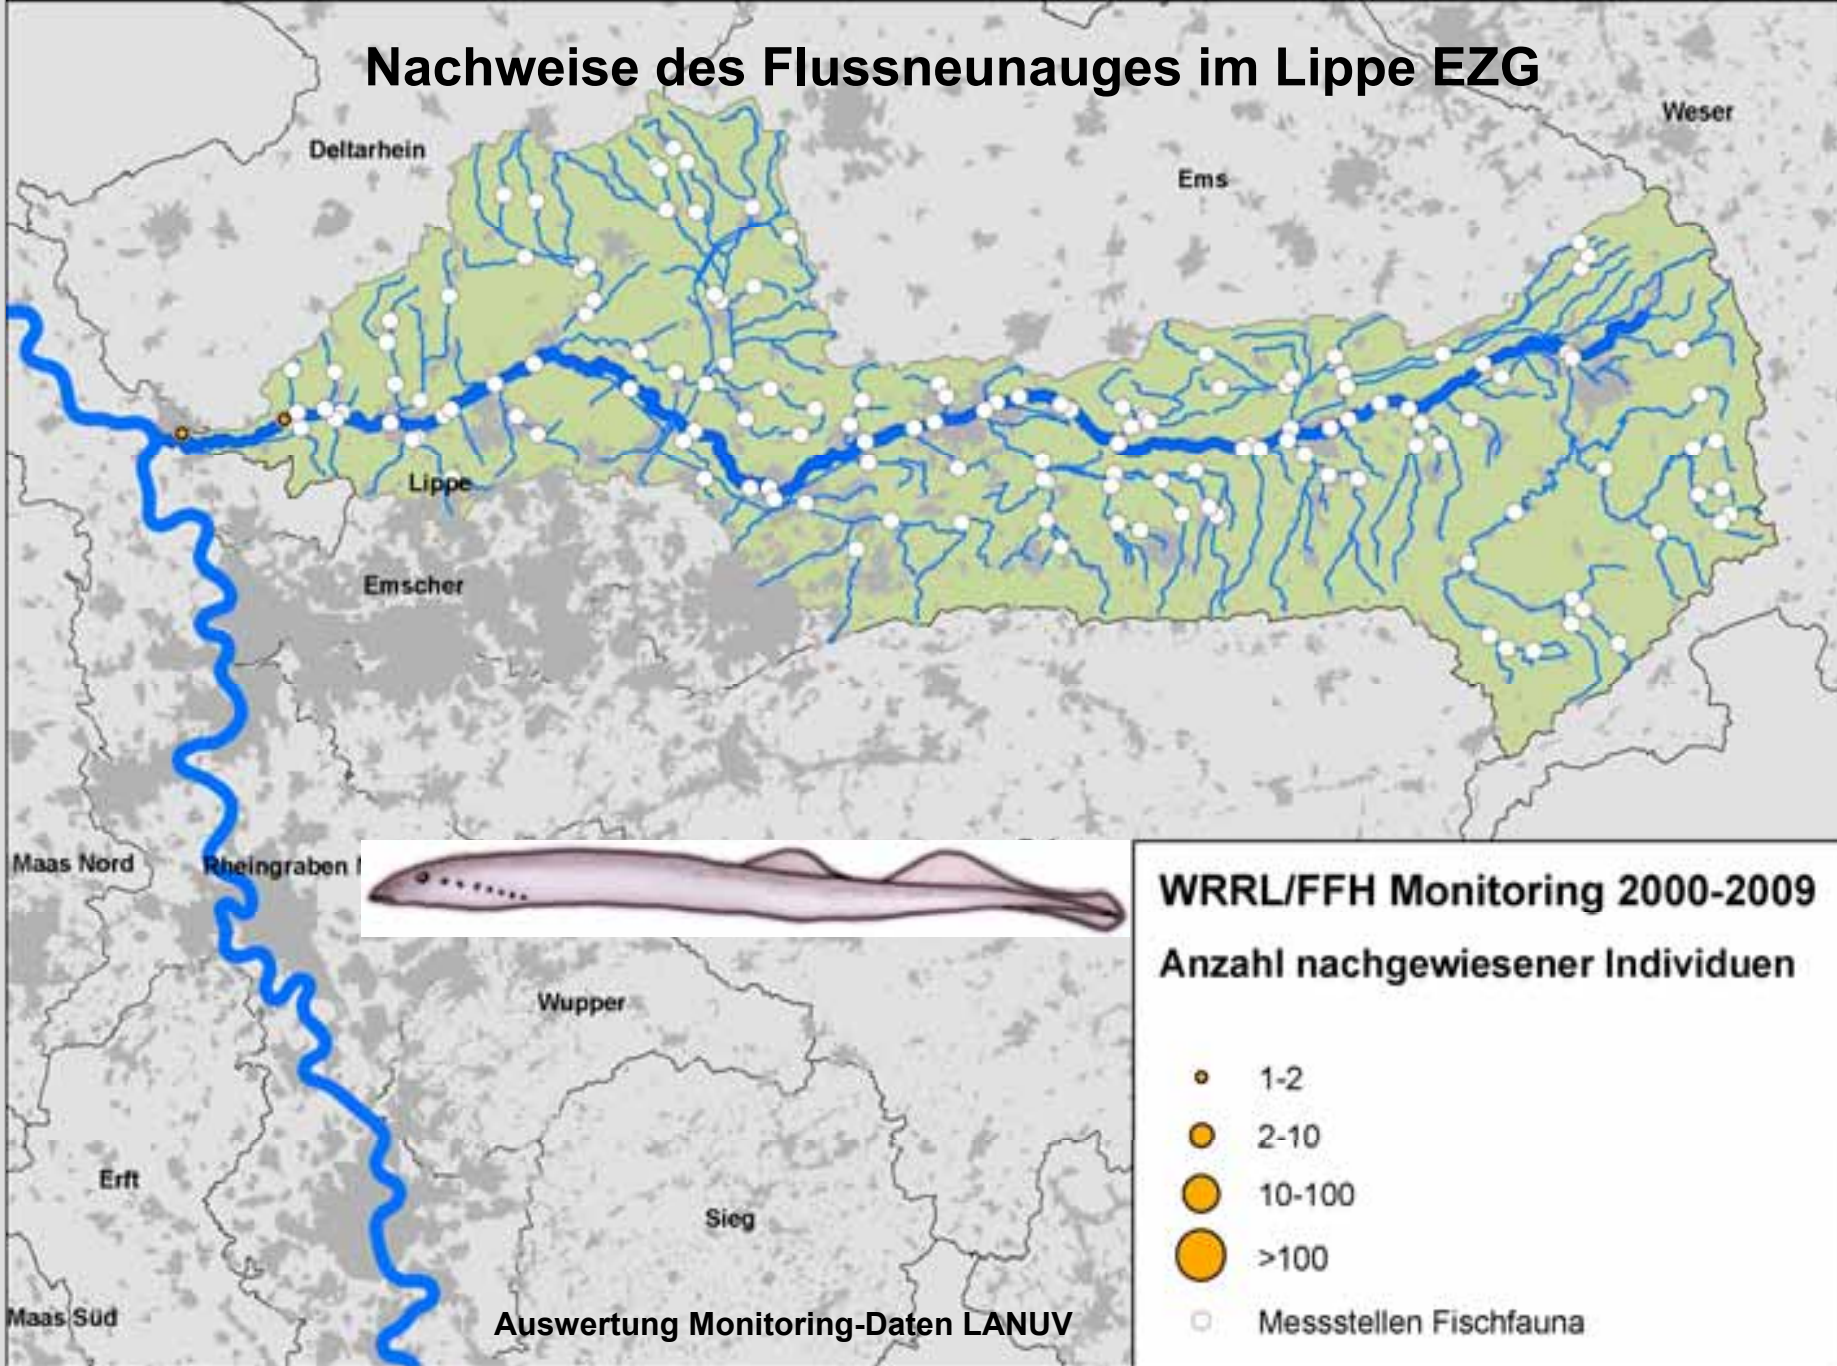 Nachweise des Flussneunauges im Lippe EZG
Weser
Deltarhein
Ems
Lippe
Emscher
Maas Nord
Rheingraben
WRRL/FFH Monitoring 2000-2009
Anzahl nachgewiesener Individuen
Wupper
1-2
2-10
Erft
10-100
Sieg
>100
Maas Süd
Auswertung Monitoring-Daten LANUV
Messstellen Fischfauna